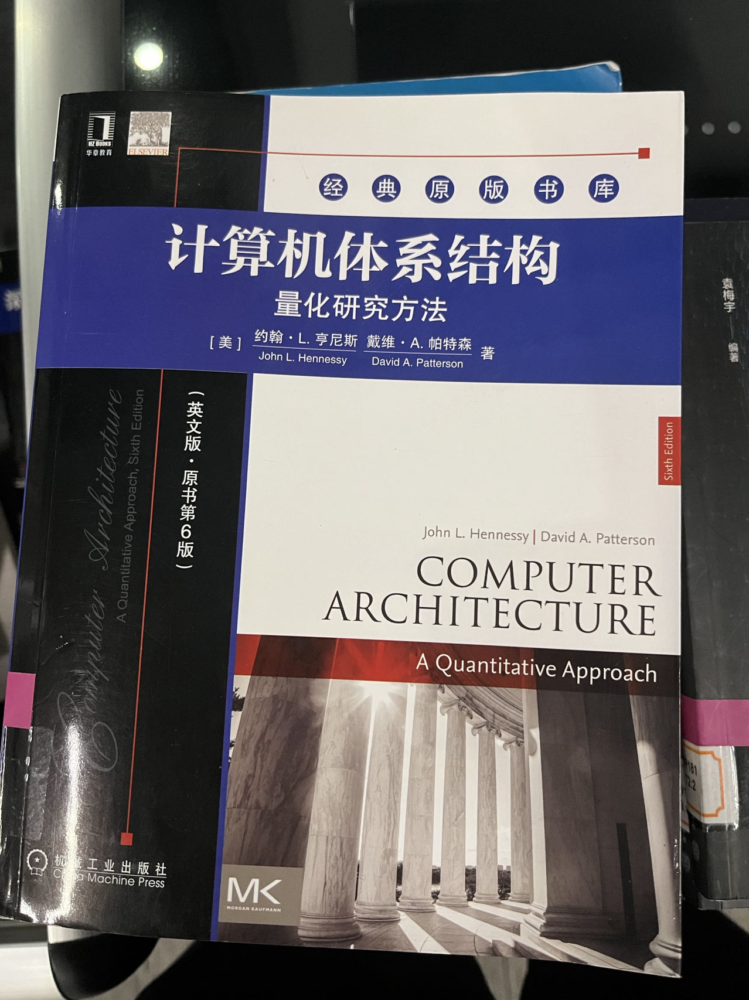 HZ BOOKS
华章教育
ELSEVIER
经典原版书库
计算机体系结构
量化研究方法
[美] 约翰·L. 亨尼斯 戴维·A. 帕特森 著
John L. Hennessy David A. Patterson
(英文版·原书第6版)
Computer Architecture
A Quantitative Approach, Sixth Edition
Sixth Edition
John L. Hennessy | David A. Patterson
COMPUTER
ARCHITECTURE
A Quantitative Approach
机械工业出版社
China Machine Press
MK
MORGAN KAUFMANN
袁梅宇 编著